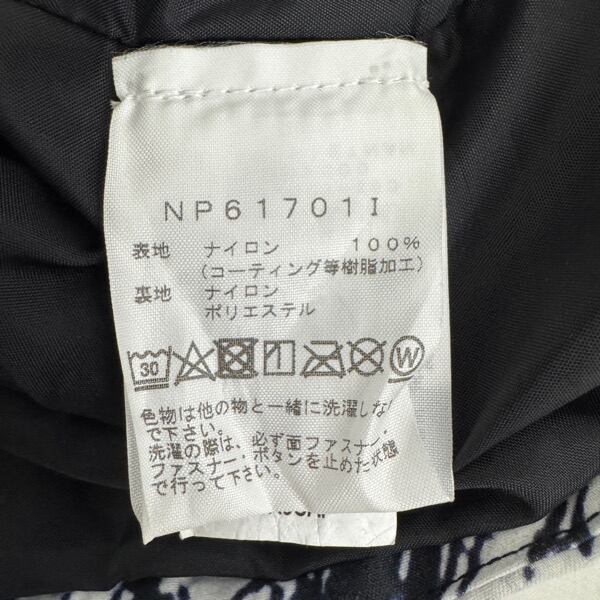 NP61701I
表地 ナイロン 100%
(コーティング等樹脂加工)
裏地 ナイロン
ポリエステル
30 W
色物は他の物と一緒に洗濯しな
で下さい。
洗濯の際は、必ず面ファスナー・
ファスナー・ボタンを止めた状態
で行って下さい。